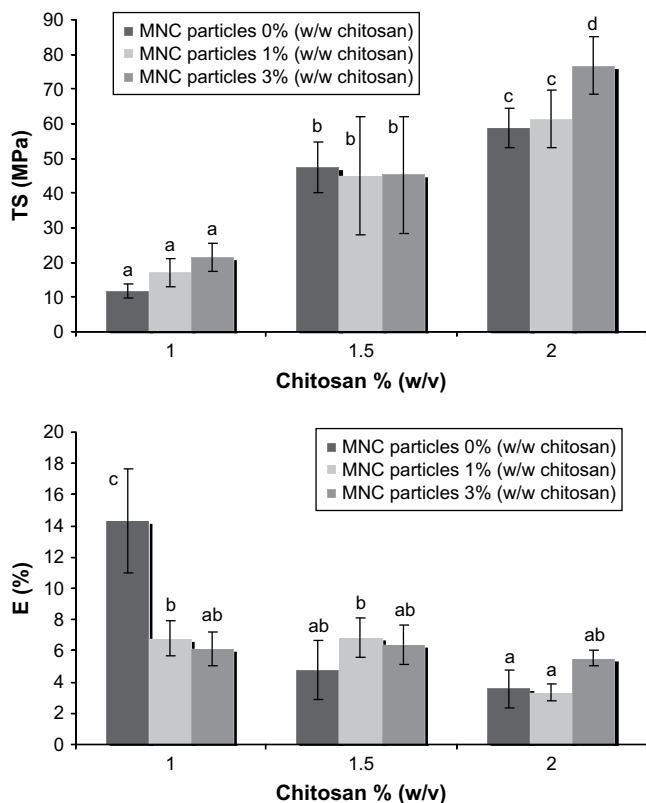 90
80
70
60
50
40
30
20
10
0
TS (MPa)
MNC particles 0% (w/w chitosan)
MNC particles 1% (w/w chitosan)
MNC particles 3% (w/w chitosan)
a a a
b b b
c c d
1 1.5 2
Chitosan % (w/v)
20
18
16
14
12
10
8
6
4
2
0
E (%)
MNC particles 0% (w/w chitosan)
MNC particles 1% (w/w chitosan)
MNC particles 3% (w/w chitosan)
c b ab
ab b ab
a a ab
1 1.5 2
Chitosan % (w/v)